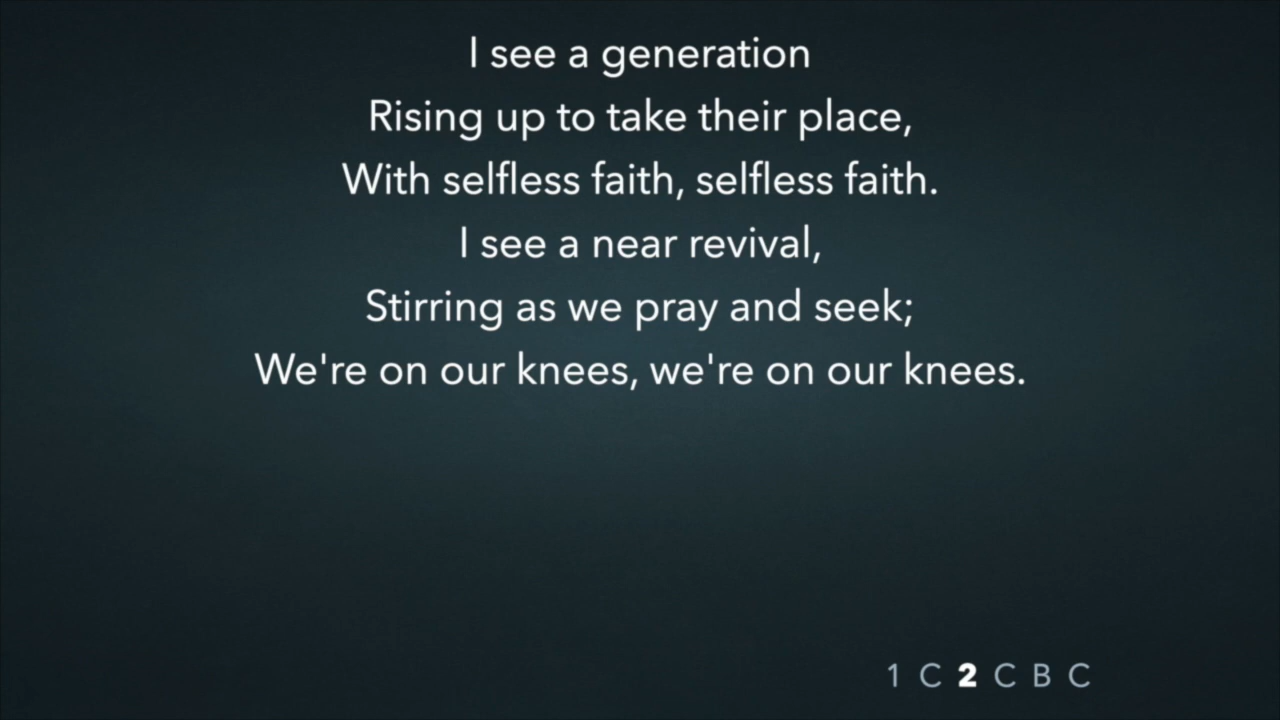 I see a generation
Rising up to take their place,
With selfless faith, selfless faith.
I see a near revival,
Stirring as we pray and seek;
We're on our knees, we're on our knees.
1 C 2 C B C